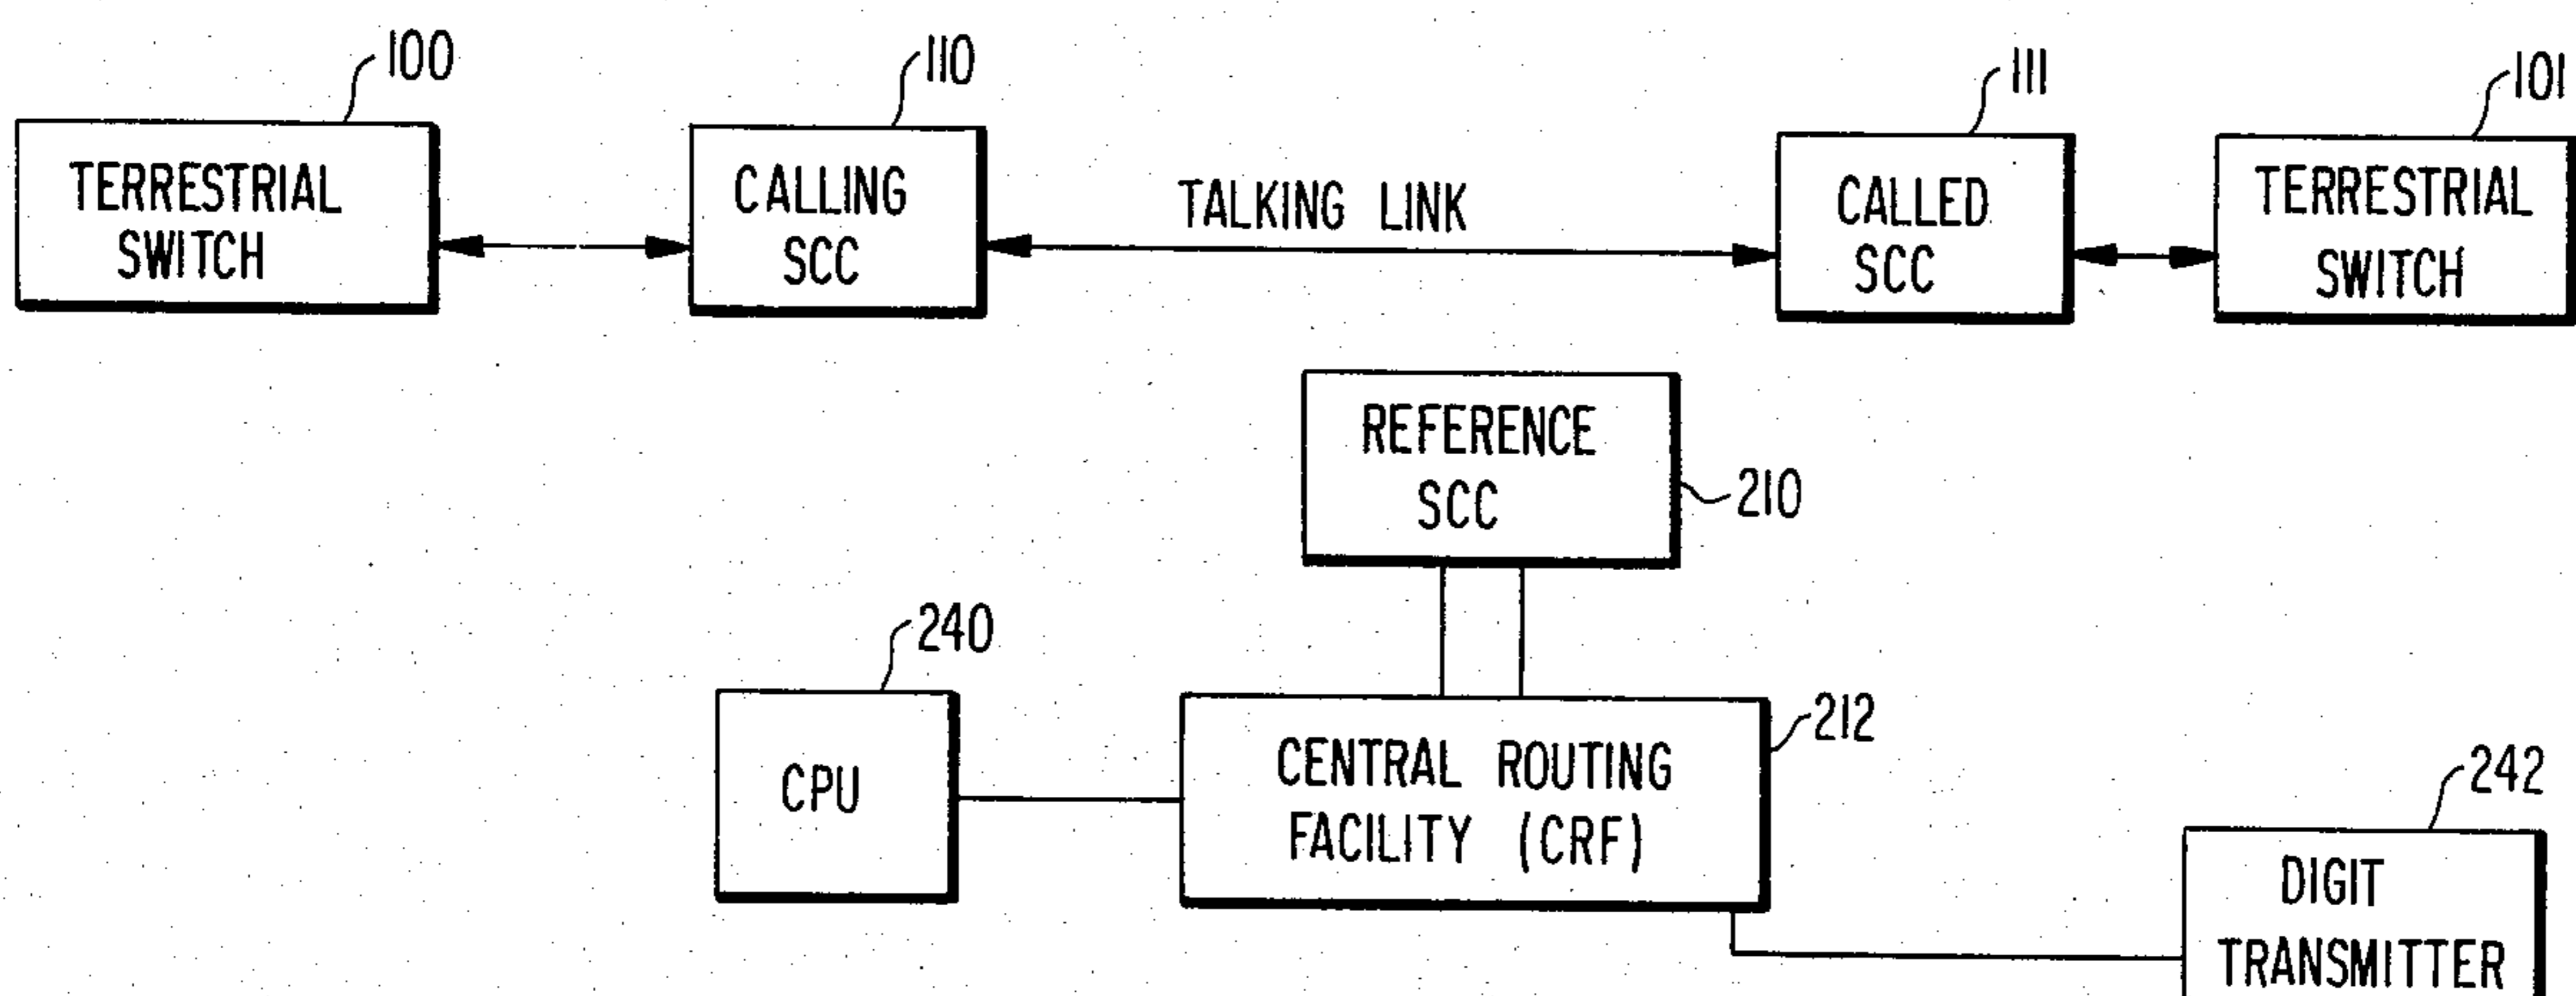 100
110
111
101
TERRESTRIAL
SWITCH
CALLING
SCC
TALKING LINK
CALLED
SCC
TERRESTRIAL
SWITCH
REFERENCE
SCC
210
240
CPU
212
CENTRAL ROUTING
FACILITY (CRF)
242
DIGIT
TRANSMITTER